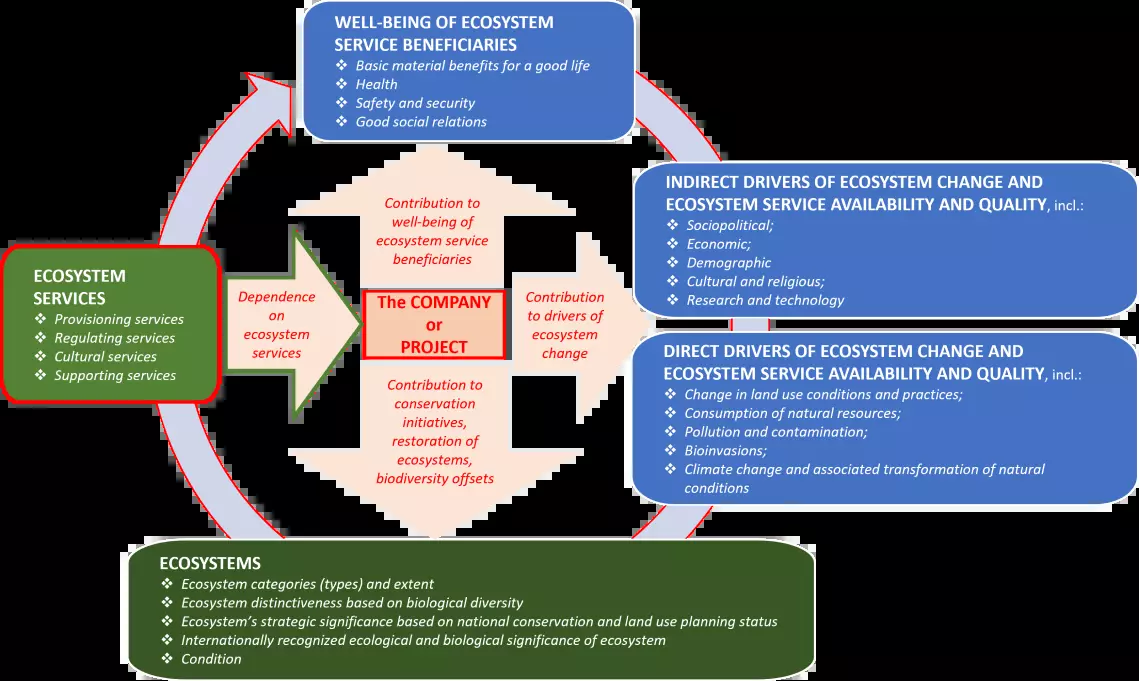 WELL-BEING OF ECOSYSTEM
SERVICE BENEFICIARIES
❖ Basic material benefits for a good life
❖ Health
❖ Safety and security
❖ Good social relations
INDIRECT DRIVERS OF ECOSYSTEM CHANGE AND
ECOSYSTEM SERVICE AVAILABILITY AND QUALITY, incl.:
❖ Sociopolitical;
❖ Economic;
❖ Demographic
❖ Cultural and religious;
❖ Research and technology
Contribution to
well-being of
ecosystem service
beneficiaries
ECOSYSTEM
SERVICES
❖ Provisioning services
❖ Regulating services
❖ Cultural services
❖ Supporting services
Dependence
on
ecosystem
services
The COMPANY
or
PROJECT
Contribution
to drivers of
ecosystem
change
DIRECT DRIVERS OF ECOSYSTEM CHANGE AND
ECOSYSTEM SERVICE AVAILABILITY AND QUALITY, incl.:
❖ Change in land use conditions and practices;
❖ Consumption of natural resources;
❖ Pollution and contamination;
❖ Bioinvasions;
❖ Climate change and associated transformation of natural
conditions
Contribution to
conservation
initiatives,
restoration of
ecosystems,
biodiversity offsets
ECOSYSTEMS
❖ Ecosystem categories (types) and extent
❖ Ecosystem distinctiveness based on biological diversity
❖ Ecosystem's strategic significance based on national conservation and land use planning status
❖ Internationally recognized ecological and biological significance of ecosystem
❖ Condition